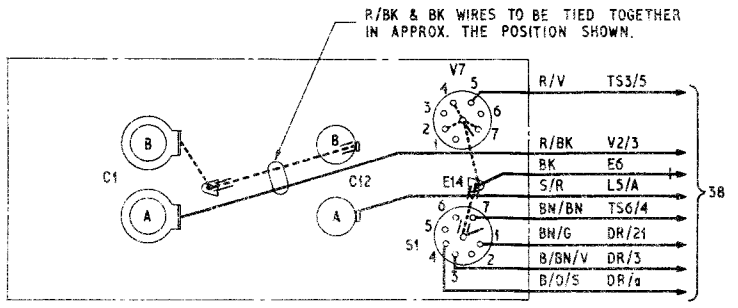 R/BK & BK WIRES TO BE TIED TOGETHER
IN APPROX. THE POSITION SHOWN.
V7
4 5
3 6
2 7
1
R/V TS3/5
R/BK V2/3
BK E6
S/R L5/A
BN/BN TS6/4
BN/G DR/21
B/BN/V DR/3
B/O/S DR/a
38
B
B
C1
C12
E14
A
A
6 7
5
S1 1
4
3 2